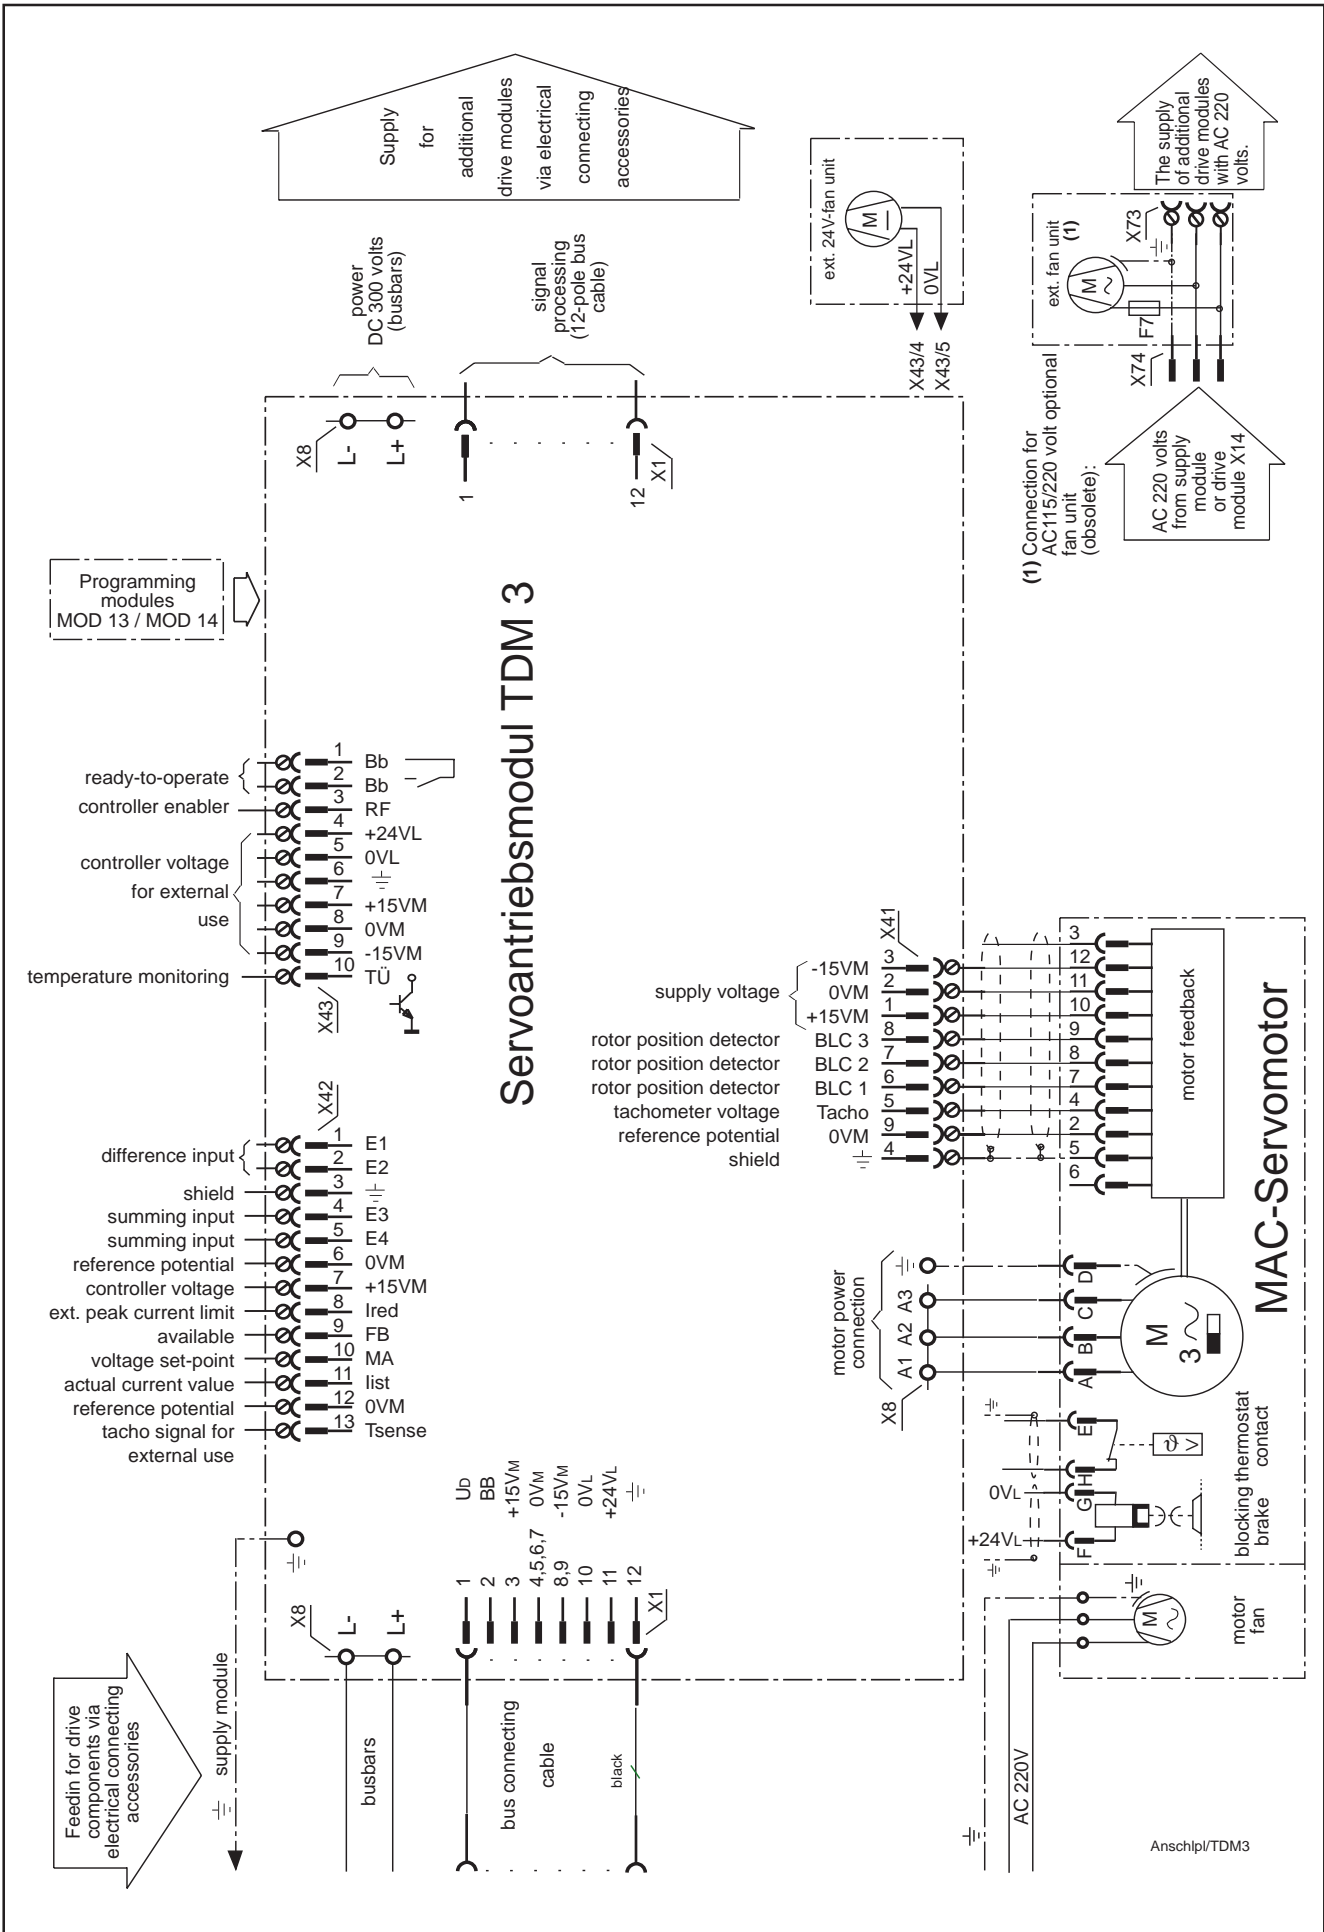 Supply
for
additional
drive modules
via electrical
connecting
accessories
The supply
of additional
drive modules
with AC 220
volts.
ext. 24V-fan unit
M
+24VL
0VL
X43/4
X43/5
ext. fan unit
(1)
X73
M
F7
X74
(1) Connection for
AC115/220 volt optional
fan unit
(obsolete):
AC 220 volts
from supply
module
or drive
module X14
power
DC 300 volts
(busbars)
signal
processing
(12-pole bus
cable)
X8
L-
L+
1
12
X1
Programming
modules
MOD 13 / MOD 14
Servoantriebsmodul TDM 3
ready-to-operate
1 Bb
2 Bb
controller enabler 3 RF
controller voltage
for external
use
4 +24VL
5 0VL
6
7 +15VM
8 0VM
9 -15VM
temperature monitoring 10 TÜ
X43
X42
difference input
1 E1
2 E2
shield 3
summing input 4 E3
summing input 5 E4
reference potential 6 0VM
controller voltage 7 +15VM
ext. peak current limit 8 Ired
available 9 FB
voltage set-point 10 MA
actual current value 11 Iist
reference potential 12 0VM
tacho signal for 13 Tsense
external use
X41
supply voltage
-15VM 3
0VM 2
+15VM 1
rotor position detector BLC 3 8
rotor position detector BLC 2 7
rotor position detector BLC 1 6
tachometer voltage Tacho 5
reference potential 0VM 9
shield 4
3
12
11
10
9
8
7
4
2
5
6
motor feedback
MAC-Servomotor
motor power
connection
X8
A1
A2
A3
A
B
C
D
M
3
E
H
G
F
0VL
+24VL
ϑ
V
blocking thermostat
brake contact
M
motor
fan
AC 220V
UD
BB
+15VM
0VM
-15VM
0VL
+24VL
1
2
3
4,5,6,7
8,9
10
11
12
X1
X8
L-
L+
Feedin for drive
components via
electrical connecting
accessories
supply module
busbars
bus connecting
cable
black
Anschlpl/TDM3